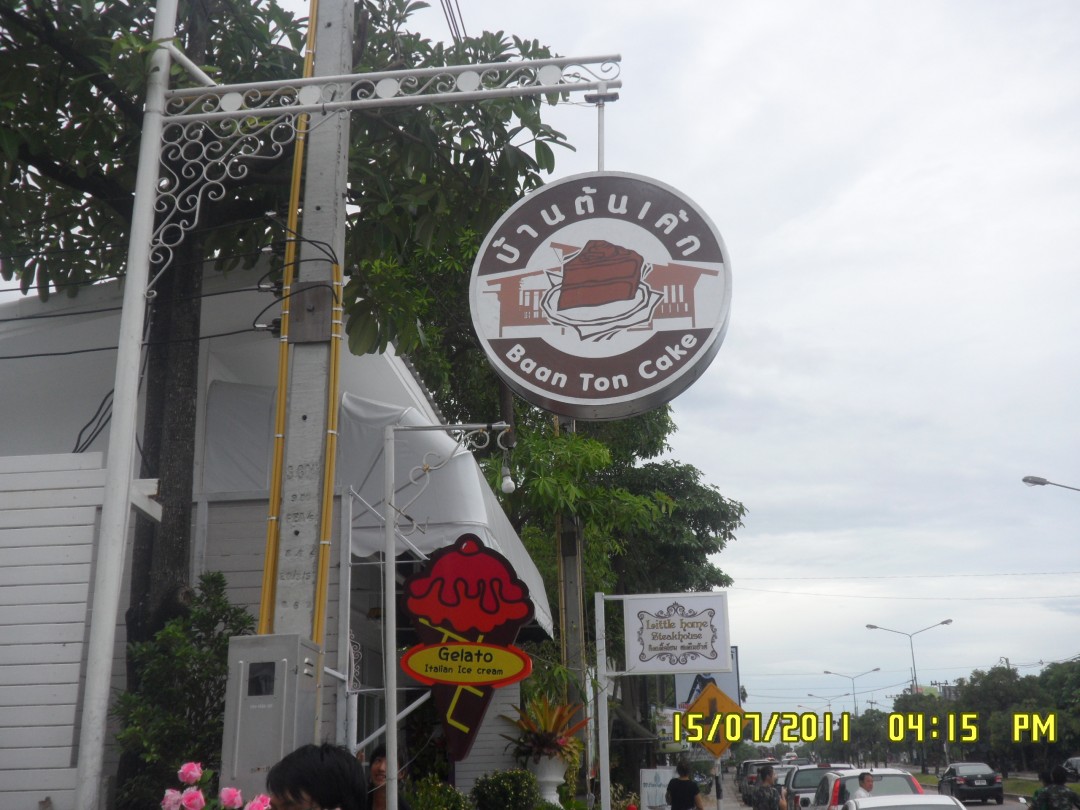 บ้านต้นเค้ก
Baan Ton Cake
Gelato
Italian Ice cream
Little home
Steakhouse
15/07/2011 04:15 PM